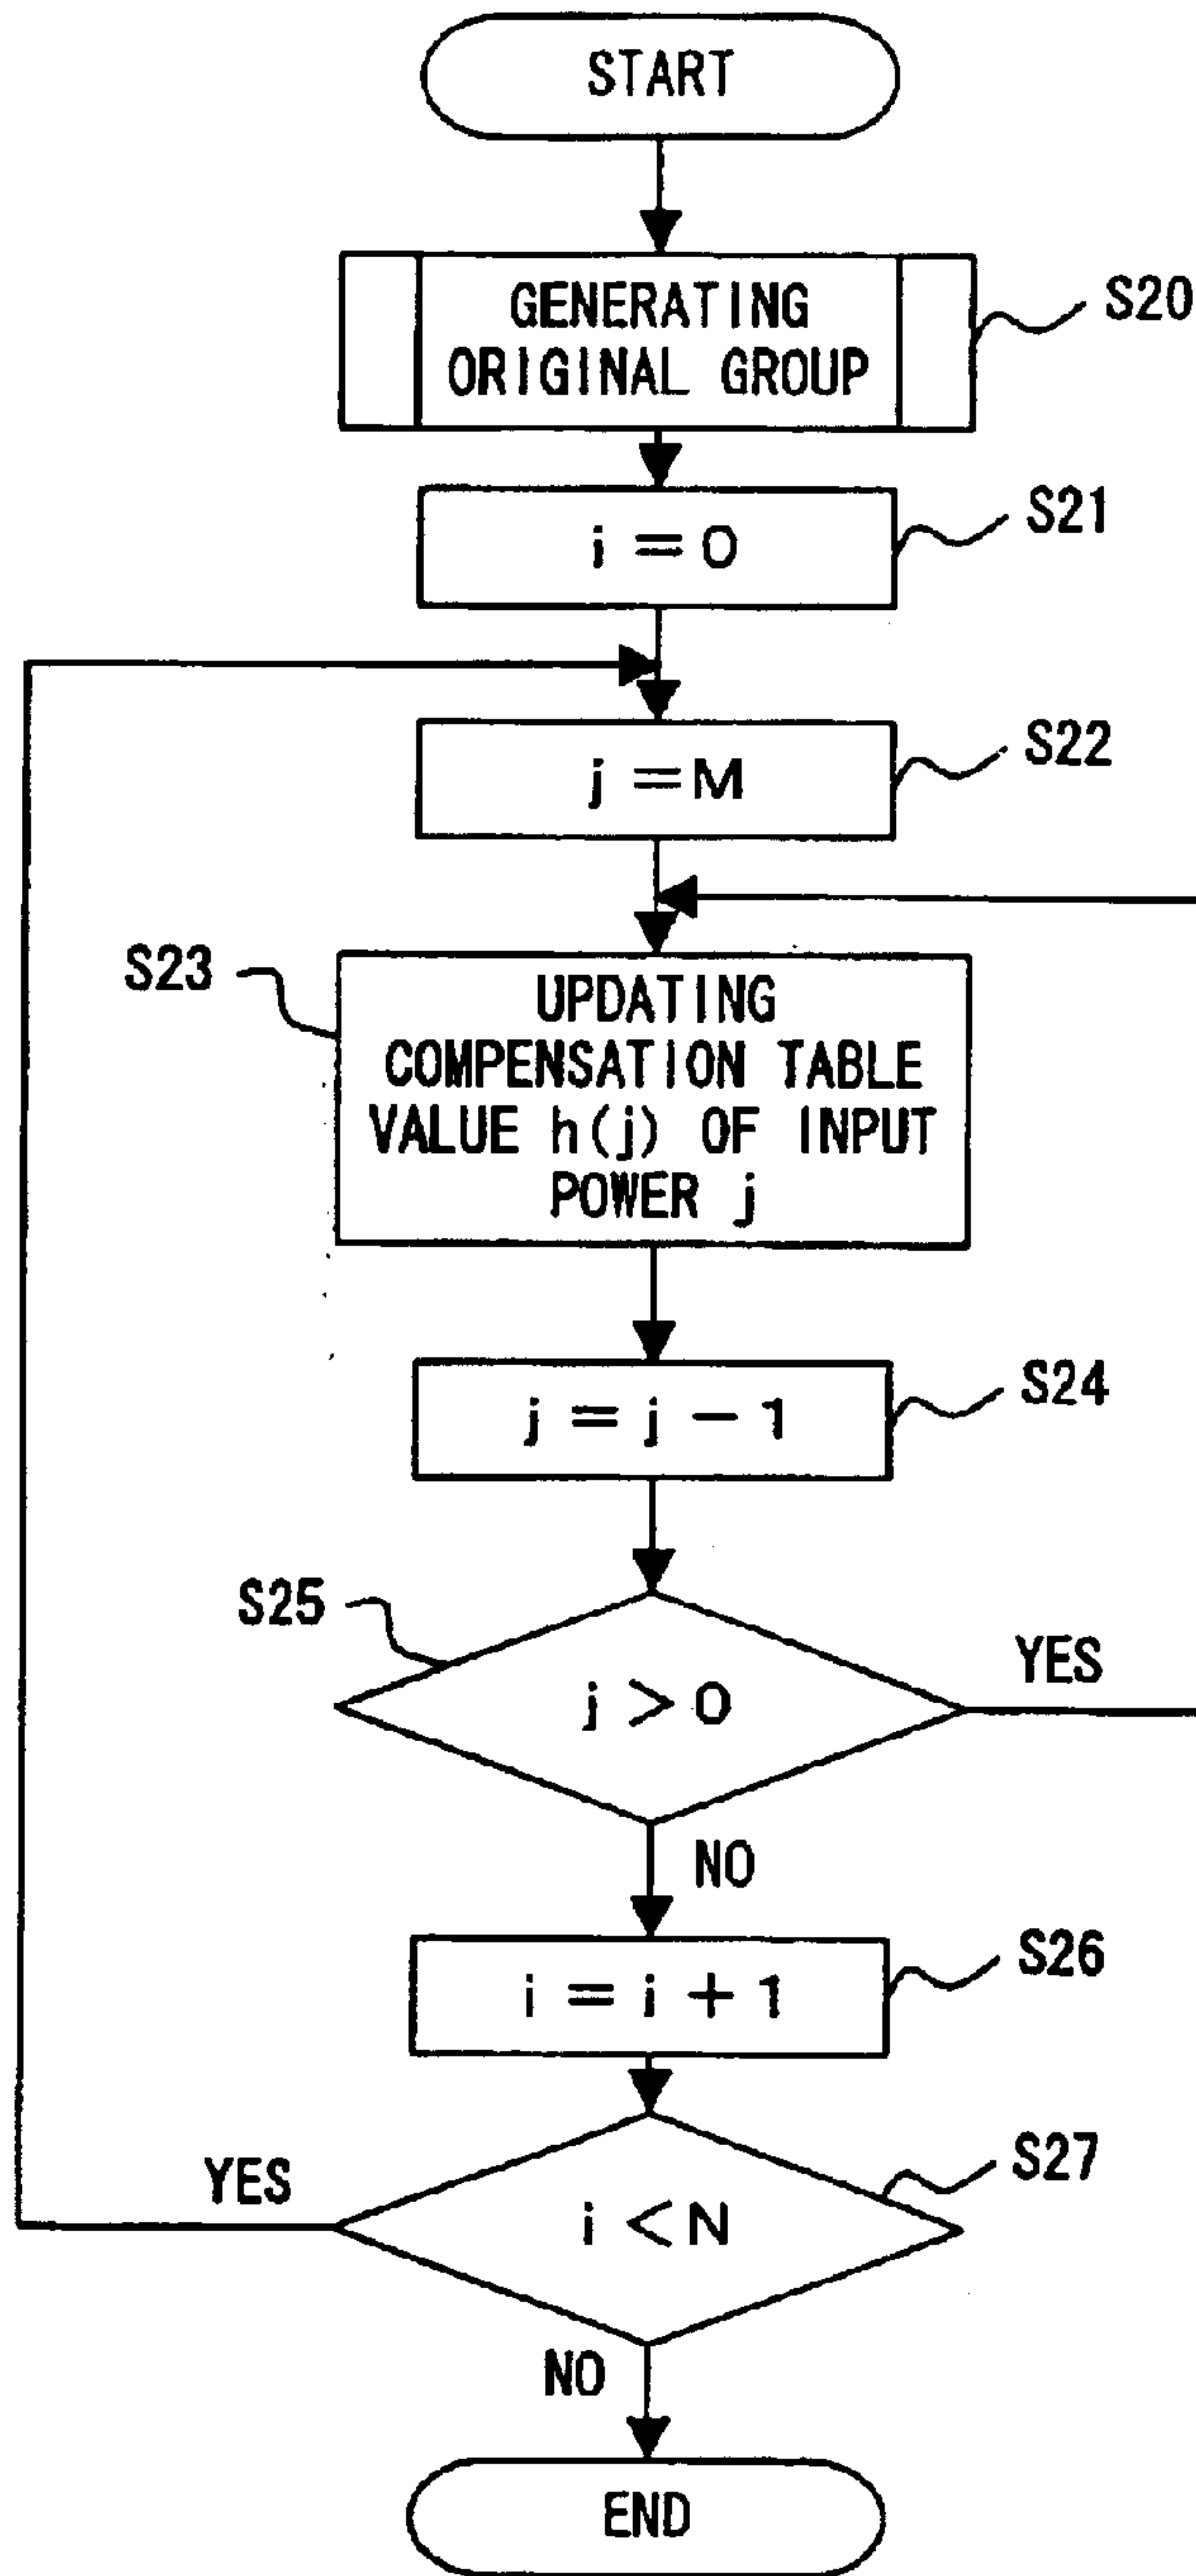 START
GENERATING
ORIGINAL GROUP
S20
i = 0
S21
j = M
S22
S23
UPDATING
COMPENSATION TABLE
VALUE h(j) OF INPUT
POWER j
j = j - 1
S24
S25
j > 0
YES
NO
i = i + 1
S26
YES
i < N
S27
NO
END